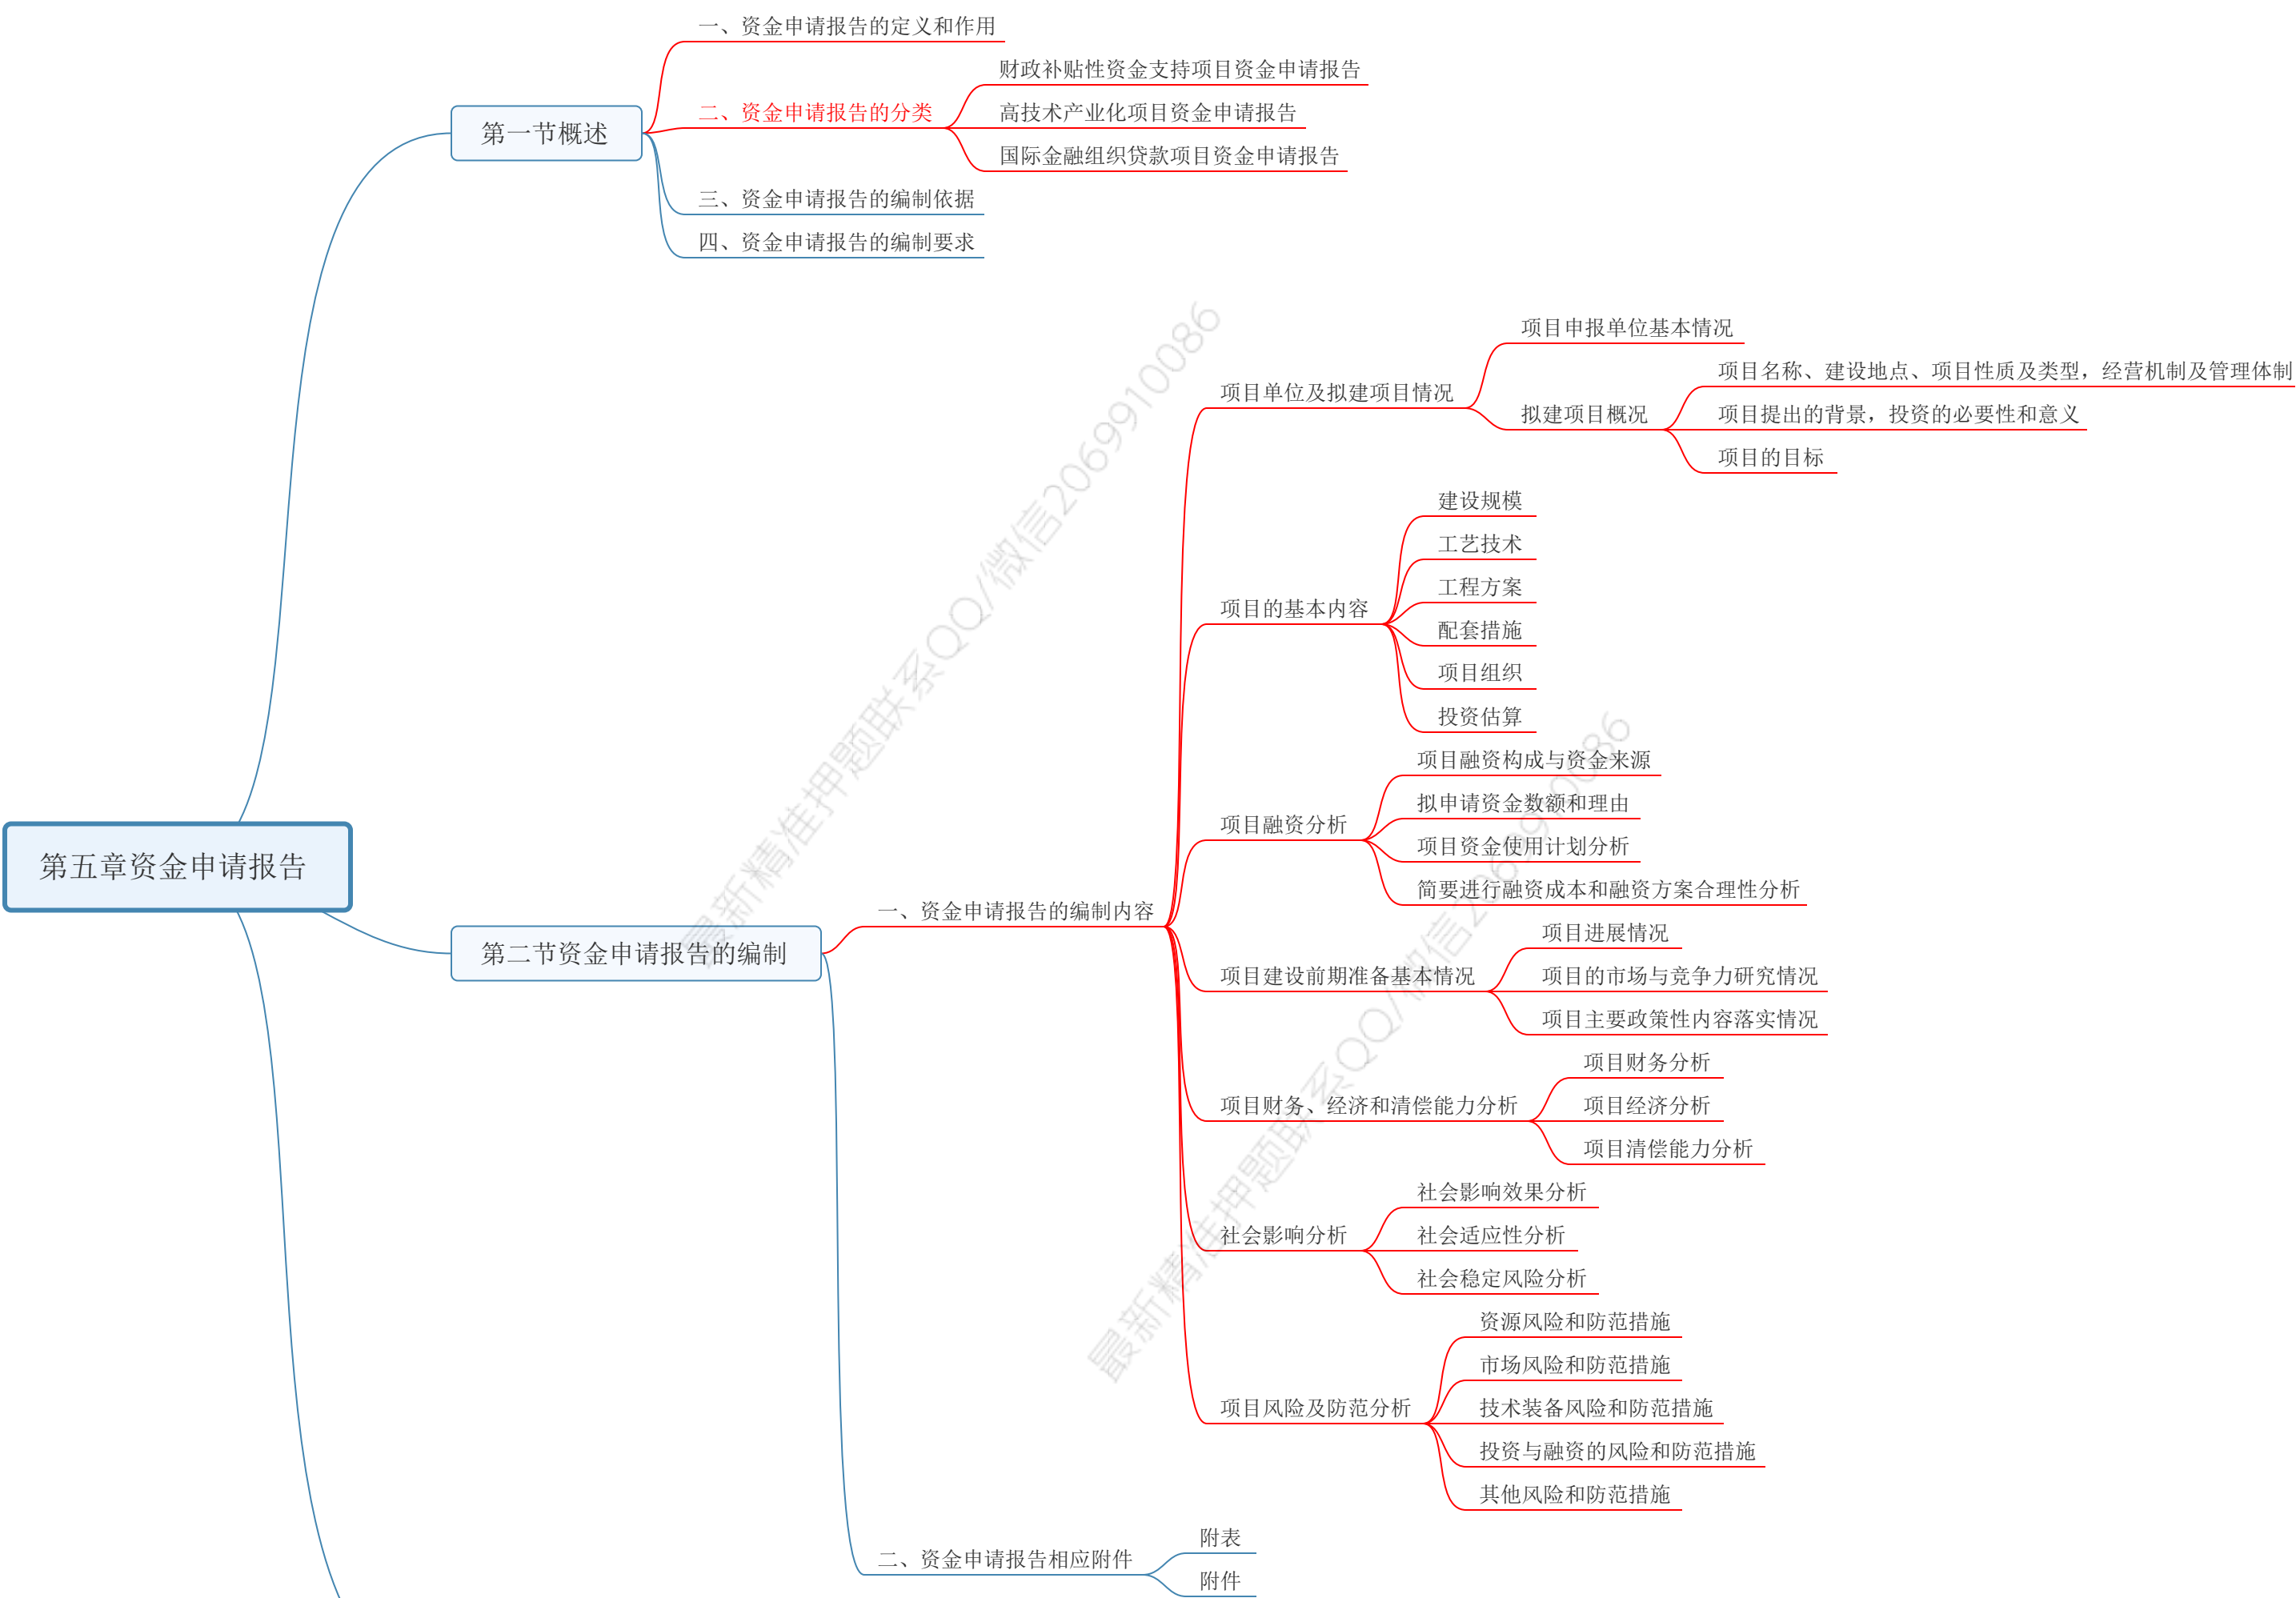 一、资金申请报告的定义和作用
财政补贴性资金支持项目资金申请报告
二、资金申请报告的分类
高技术产业化项目资金申请报告
第一节概述
国际金融组织贷款项目资金申请报告
三、资金申请报告的编制依据
四、资金申请报告的编制要求
项目申报单位基本情况
项目名称、建设地点、项目性质及类型，经营机制及管理体制
项目单位及拟建项目情况
拟建项目概况
项目提出的背景，投资的必要性和意义
项目的目标
建设规模
工艺技术
工程方案
项目的基本内容
配套措施
项目组织
投资估算
项目融资构成与资金来源
拟申请资金数额和理由
项目融资分析
项目资金使用计划分析
第五章资金申请报告
简要进行融资成本和融资方案合理性分析
一、资金申请报告的编制内容
项目进展情况
第二节资金申请报告的编制
项目建设前期准备基本情况
项目的市场与竞争力研究情况
项目主要政策性内容落实情况
项目财务分析
项目财务、经济和清偿能力分析
项目经济分析
项目清偿能力分析
社会影响效果分析
社会影响分析
社会适应性分析
社会稳定风险分析
资源风险和防范措施
市场风险和防范措施
项目风险及防范分析
技术装备风险和防范措施
投资与融资的风险和防范措施
其他风险和防范措施
附表
二、资金申请报告相应附件
附件
最新精准押题联系QQ/微信2069910086
最新精准押题联系QQ/微信2069910086